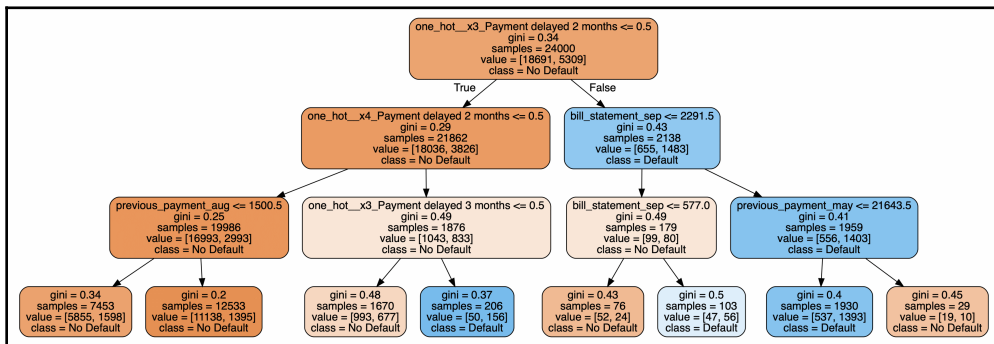 one_hot__x3_Payment delayed 2 months <= 0.5
gini = 0.34
samples = 24000
value = [18691, 5309]
class = No Default
True
False
one_hot__x4_Payment delayed 2 months <= 0.5
gini = 0.29
samples = 21862
value = [18036, 3826]
class = No Default
bill_statement_sep <= 2291.5
gini = 0.43
samples = 2138
value = [655, 1483]
class = Default
previous_payment_aug <= 1500.5
gini = 0.25
samples = 19986
value = [16993, 2993]
class = No Default
one_hot__x3_Payment delayed 3 months <= 0.5
gini = 0.49
samples = 1876
value = [1043, 833]
class = No Default
bill_statement_sep <= 577.0
gini = 0.49
samples = 179
value = [99, 80]
class = No Default
previous_payment_may <= 21643.5
gini = 0.41
samples = 1959
value = [556, 1403]
class = Default
gini = 0.34
samples = 7453
value = [5855, 1598]
class = No Default
gini = 0.2
samples = 12533
value = [11138, 1395]
class = No Default
gini = 0.48
samples = 1670
value = [993, 677]
class = No Default
gini = 0.37
samples = 206
value = [50, 156]
class = Default
gini = 0.43
samples = 76
value = [52, 24]
class = No Default
gini = 0.5
samples = 103
value = [47, 56]
class = Default
gini = 0.4
samples = 1930
value = [537, 1393]
class = Default
gini = 0.45
samples = 29
value = [19, 10]
class = No Default